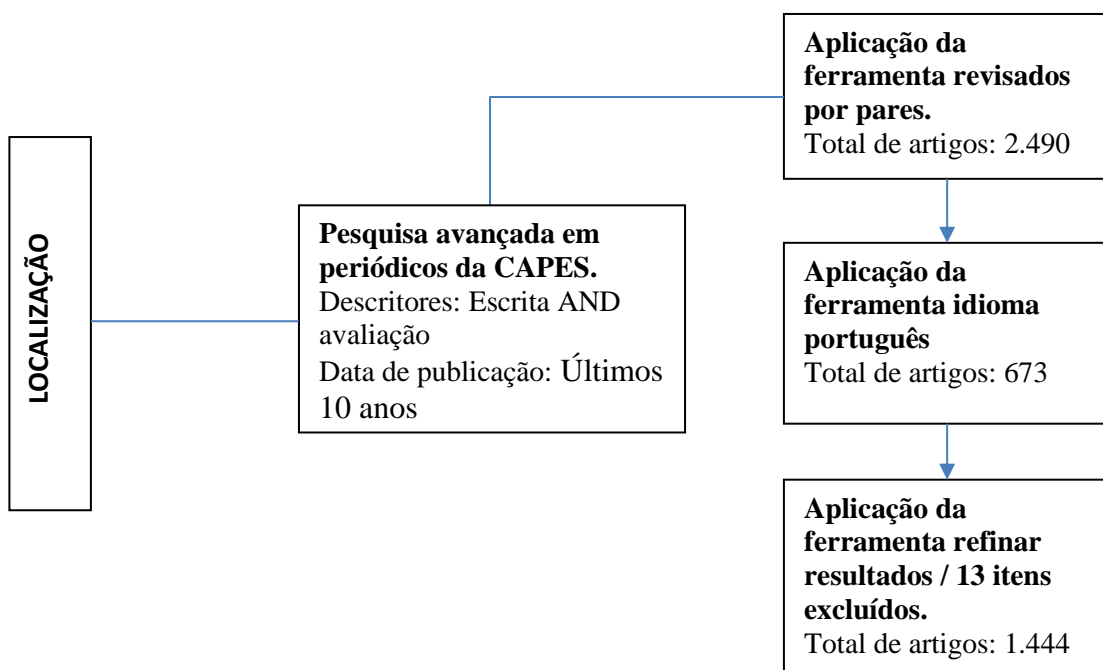 LOCALIZAÇÃO
Pesquisa avançada em
periódicos da CAPES.
Descritores: Escrita AND
avaliação
Data de publicação: Últimos
10 anos
Aplicação da
ferramenta revisados
por pares.
Total de artigos: 2.490
Aplicação da
ferramenta idioma
português
Total de artigos: 673
Aplicação da
ferramenta refinar
resultados / 13 itens
excluídos.
Total de artigos: 1.444